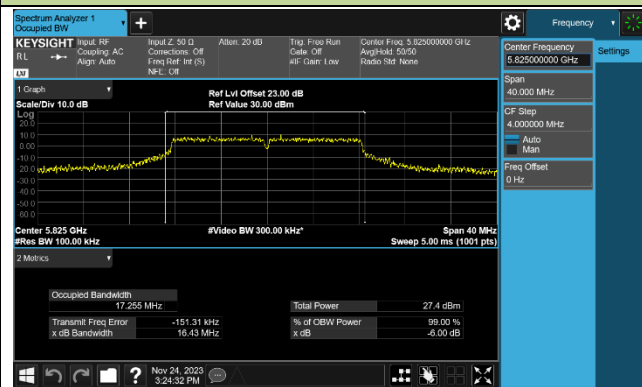 Spectrum Analyzer 1
Occupied BW
Frequency
KEYSIGHT
RL
LXI
Input: RF
Coupling: AC
Align: Auto
Input Z: 50 Ω
Corrections: Off
Freq Ref: Int (S)
NFE: Off
Atten: 20 dB
Trig: Free Run
Gate: Off
#IF Gain: Low
Center Freq: 5.825000000 GHz
Avg|Hold: 50/50
Radio Std: None
Center Frequency
5.825000000 GHz
Settings
Span
40.000 MHz
CF Step
4.000000 MHz
Auto
Man
Freq Offset
0 Hz
1 Graph
Scale/Div 10.0 dB
Ref Lvl Offset 23.00 dB
Ref Value 30.00 dBm
Log
20.0
10.0
0.00
-10.0
-20.0
-30.0
-40.0
-50.0
-60.0
Center 5.825 GHz
#Video BW 300.00 kHz*
Span 40 MHz
#Res BW 100.00 kHz
Sweep 5.00 ms (1001 pts)
2 Metrics
Occupied Bandwidth
17.255 MHz
Total Power 27.4 dBm
Transmit Freq Error -151.31 kHz
% of OBW Power 99.00 %
x dB Bandwidth 16.43 MHz
x dB -6.00 dB
Nov 24, 2023
3:24:32 PM